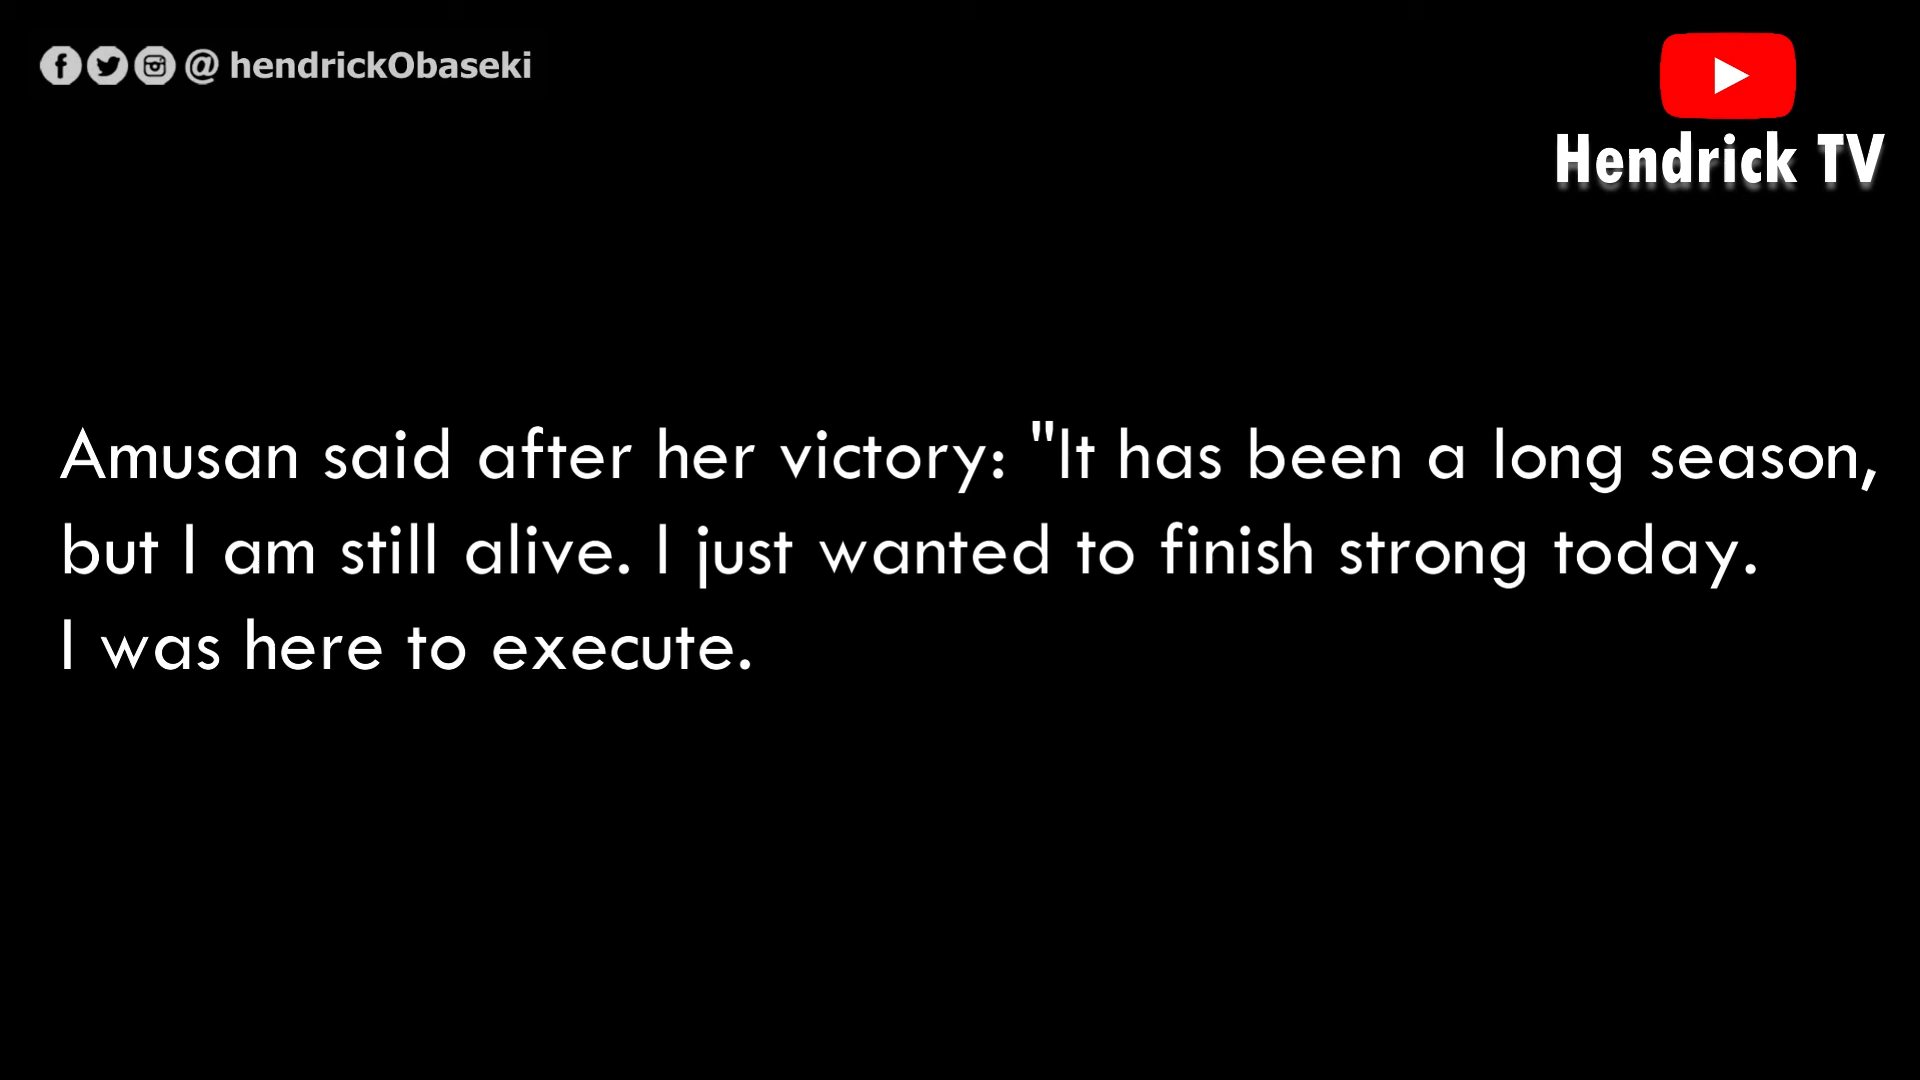 @ hendrickObaseki
Hendrick TV
Amusan said after her victory: "It has been a long season,
but I am still alive. I just wanted to finish strong today.
I was here to execute.